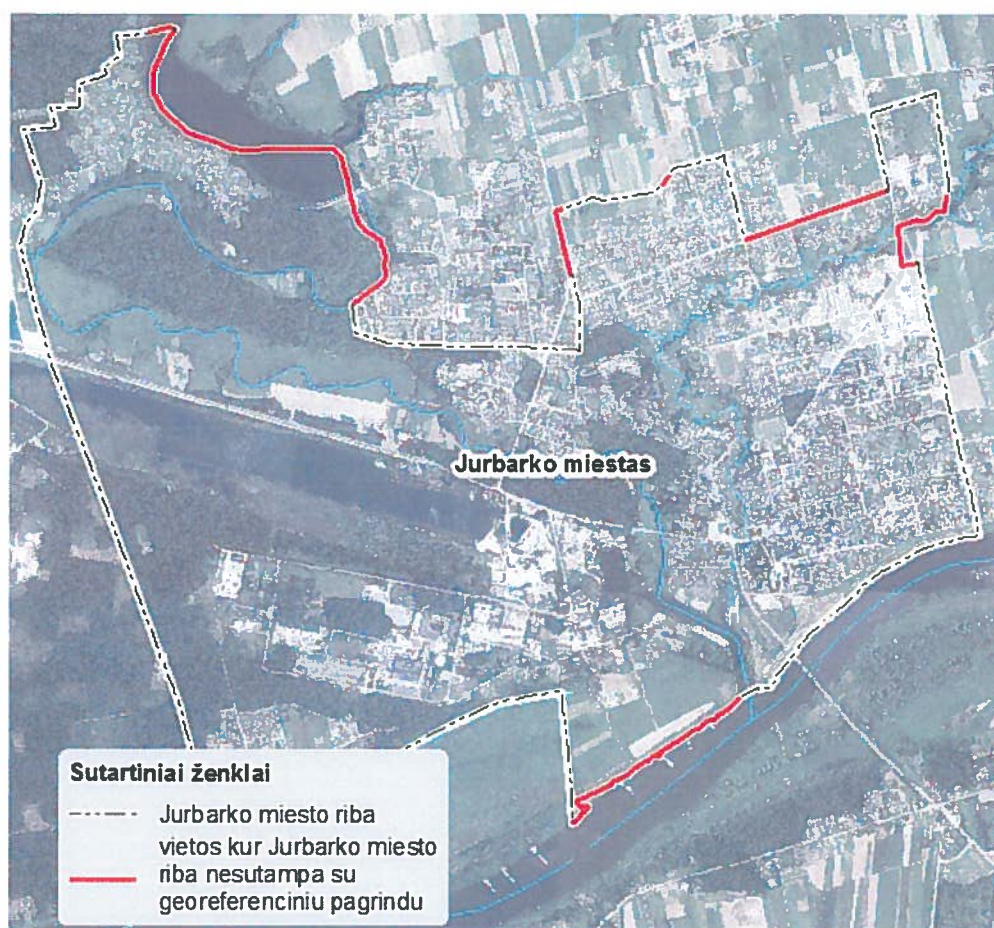 Jurbarko miestas
Sutartiniai ženklai
Jurbarko miesto riba
vietos kur Jurbarko miesto
riba nesutampa su
georeferenciniu pagrindu